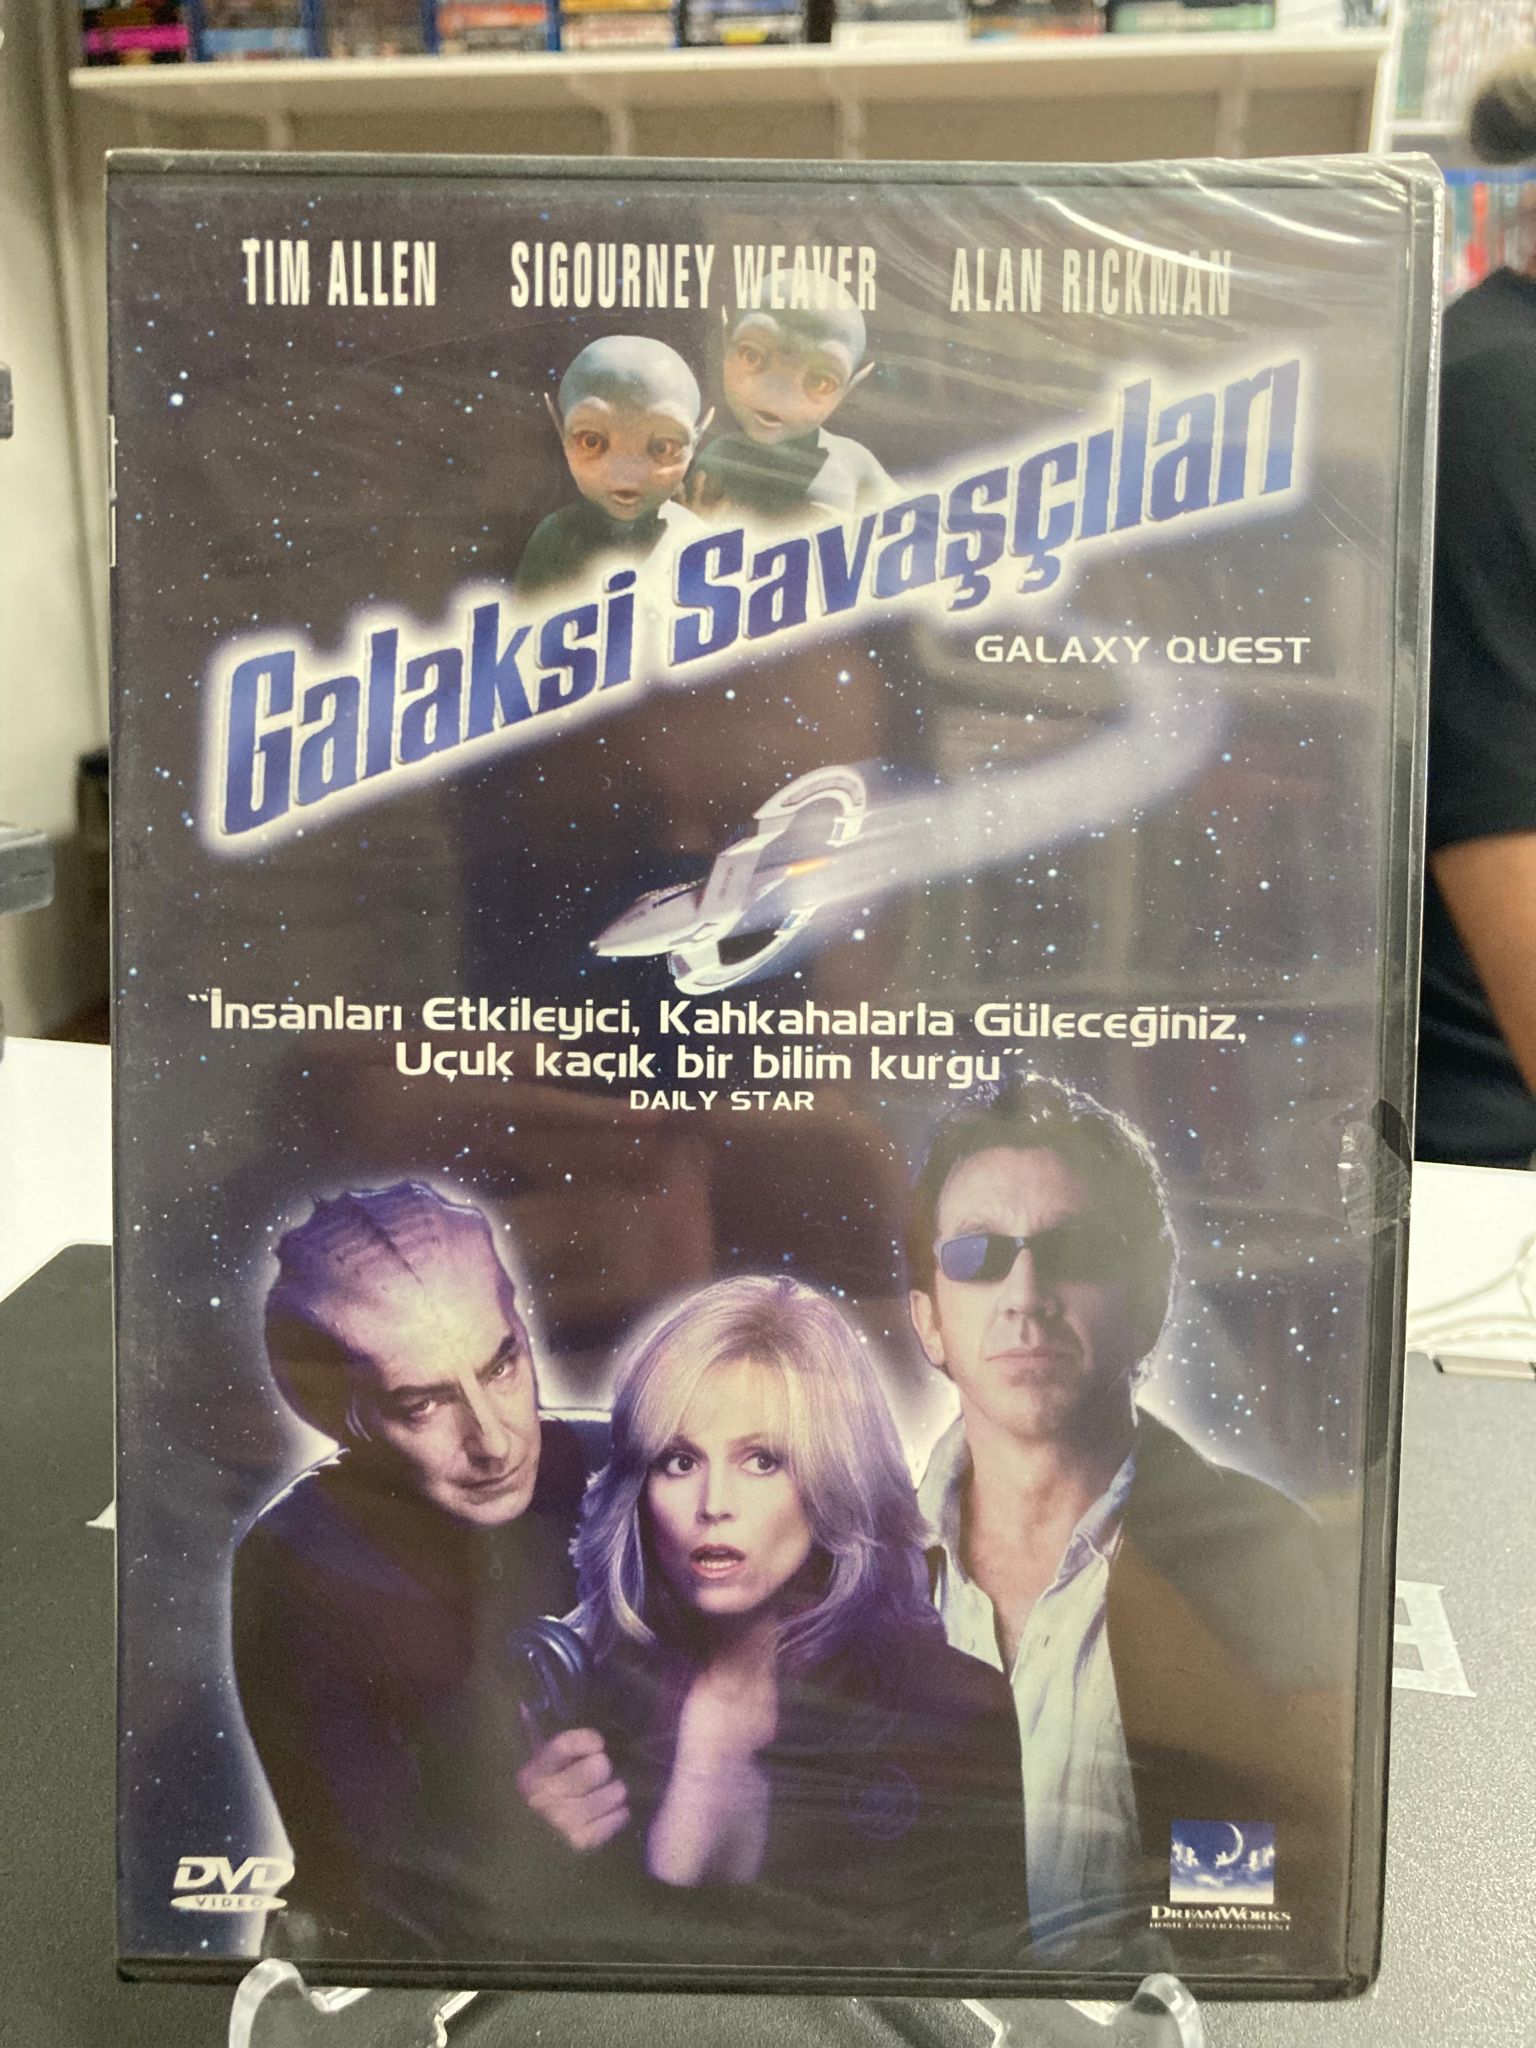 TIM ALLEN SIGOURNEY WEAVER ALAN RICKMAN
Galaksi Savaşçıları
GALAXY QUEST
"İnsanları Etkileyici, Kahkahalarla Güleceğiniz,
Uçuk kaçık bir bilim kurgu".
DAILY STAR
DVD
VIDEO
DREAMWORKS
HOME ENTERTAINMENT